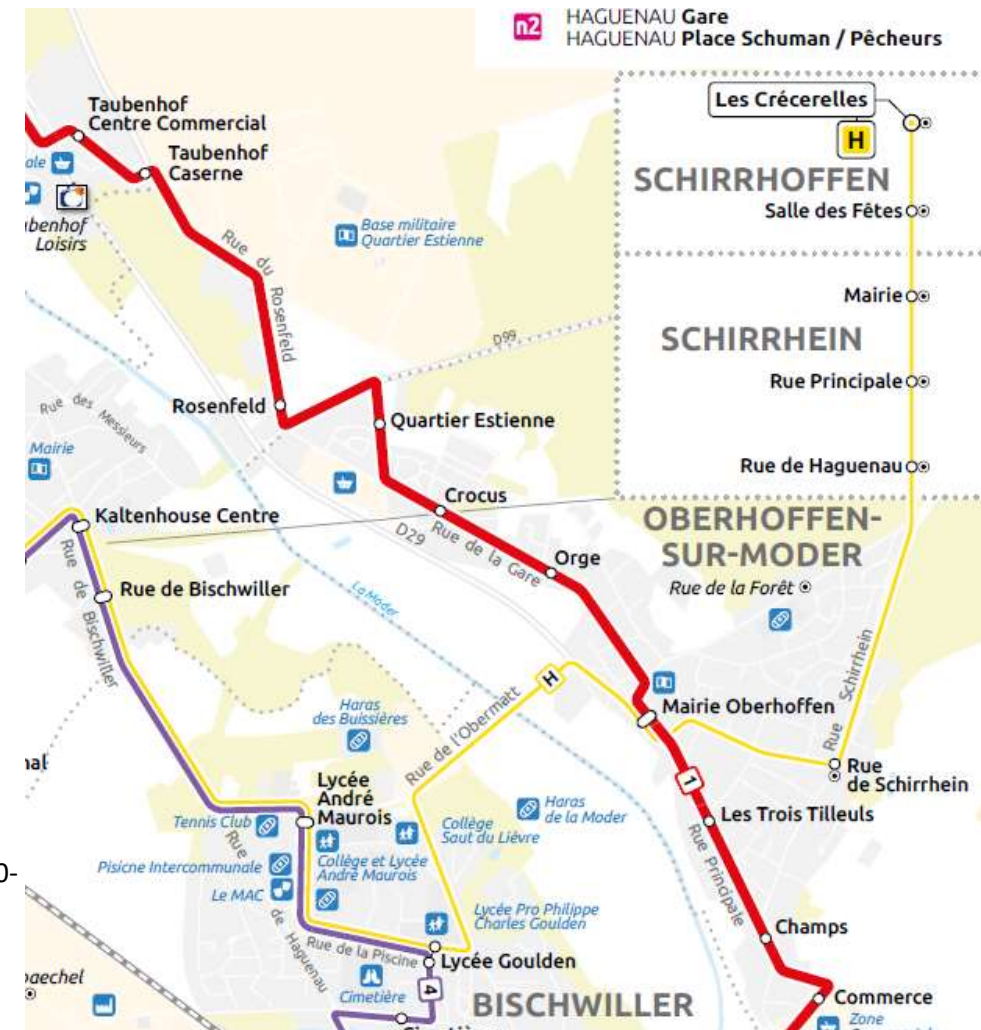 n2
HAGUENAU Gare
HAGUENAU Place Schuman / Pêcheurs
Taubenhof
Centre Commercial
Taubenhof
Caserne
Loisirs
Rue du Rosenfeld
Base militaire
Quartier Estienne
Les Crécerelles
H
SCHIRRHOFFEN
Salle des Fêtes
Mairie
SCHIRRHEIN
Rue Principale
Rue de Haguenau
D99
Rosenfeld
Quartier Estienne
Rue des Messieurs
Mairie
Kaltenhouse Centre
Crocus
D29
Rue de la Gare
Orge
OBERHOFFEN-
SUR-MODER
Rue de la Forêt
Rue de Bischwiller
Rue de Bischwiller
La Moder
Haras
des Buissières
H
Rue de l'Obermatt
Mairie Oberhoffen
Rue Schirrhein
Rue
de Schirrhein
1
Les Trois Tilleuls
Lycée
André
Maurois
Tennis Club
Haras
de la Moder
Collège
Saut du Lièvre
Collège et Lycée
André Maurois
Pisicne Intercommunale
Le MAC
Rue de Haguenau
Rue Principale
Lycée Pro Philippe
Charles Goulden
Rue de la Piscine
Lycée Goulden
Champs
Cimetière
4
BISCHWILLER
Commerce
Zone